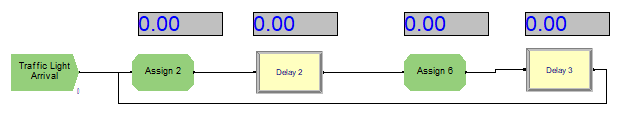 0.00 0.00 0.00 0.00
Traffic Light
Arrival
Assign 2 Delay 2 Assign 6 Delay 3